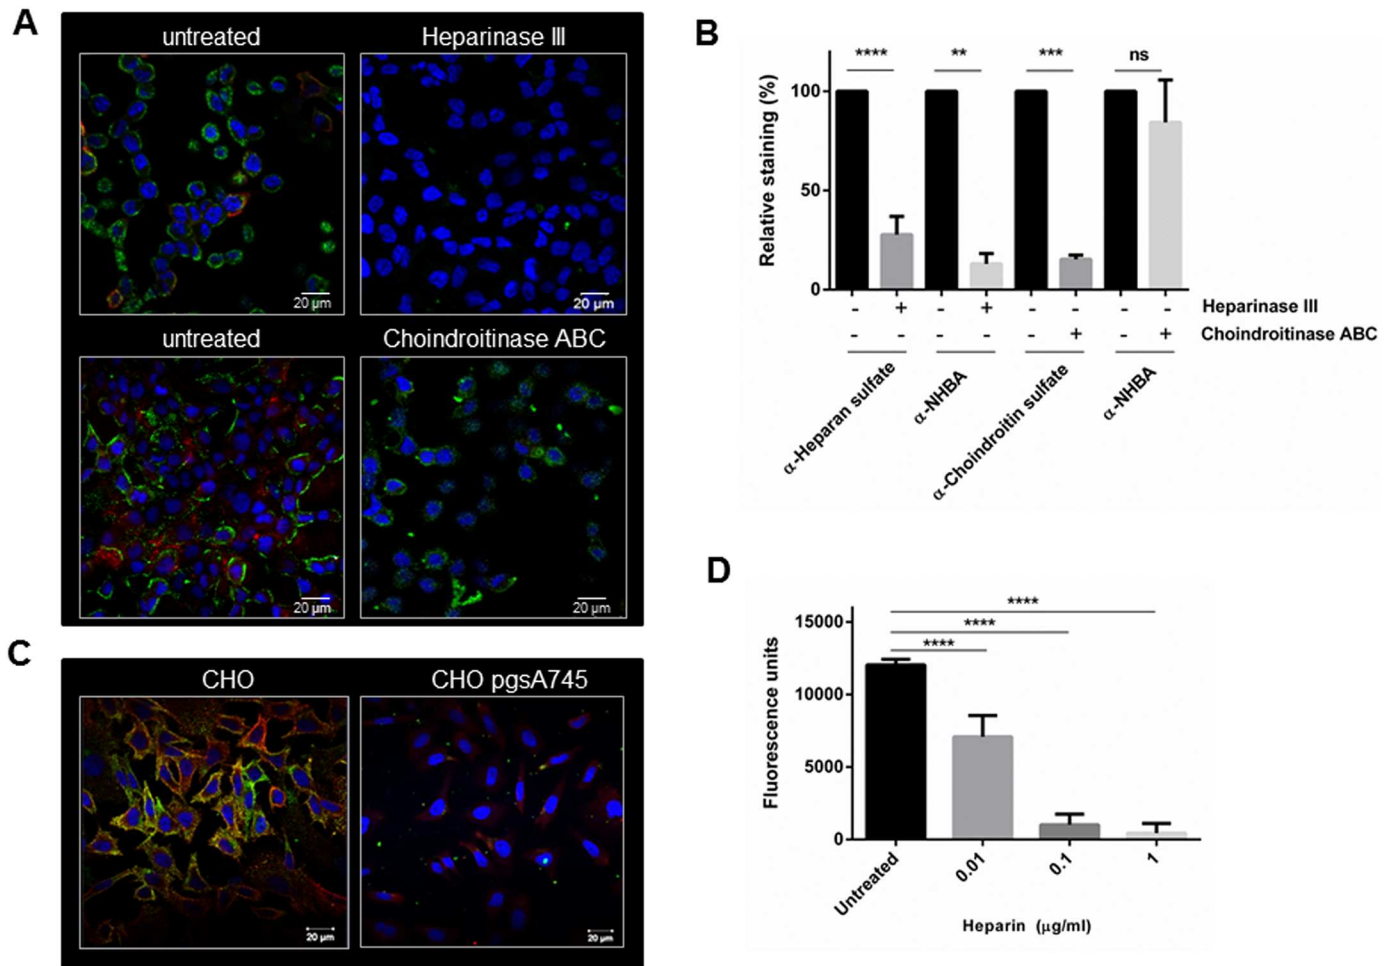 A
untreated
Heparinase III
20 µm
20 µm
untreated
Choindroitinase ABC
20 µm
20 µm
B
Relative staining (%)
100
50
0
****
**
***
ns
- + - + - - - - Heparinase III
- - - - - + - + Choindroitinase ABC
α-Heparan sulfate
α-NHBA
α-Choindroitin sulfate
α-NHBA
C
CHO
CHO pgsA745
20 µm
20 µm
D
Fluorescence units
15000
10000
5000
0
****
****
****
Untreated
0.01
0.1
1
Heparin (µg/ml)